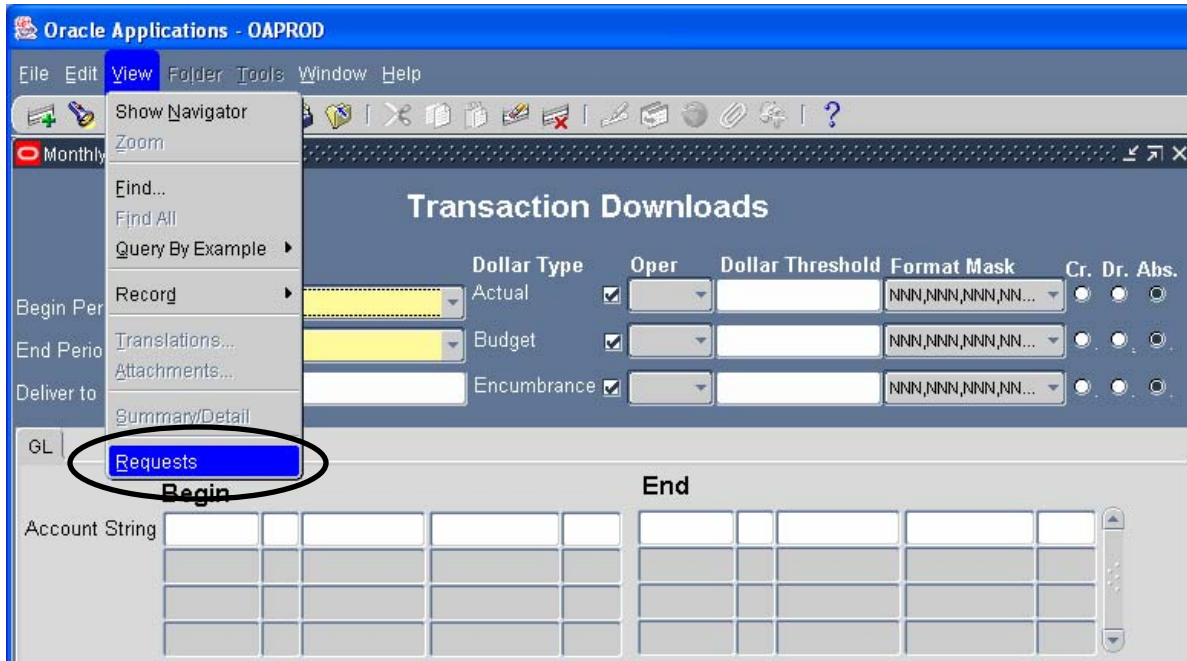 Oracle Applications - OAPROD
File Edit View Folder Tools Window Help
Show Navigator
Zoom
Monthly
Find...
Find All
Query By Example
Record
Translations...
Attachments...
Summary/Detail
Requests
Transaction Downloads
Dollar Type Oper Dollar Threshold Format Mask Cr. Dr. Abs.
Begin Per Actual NNN,NNN,NNN,NN...
End Perio Budget NNN,NNN,NNN,NN...
Deliver to Encumbrance NNN,NNN,NNN,NN...
GL
Begin End
Account String